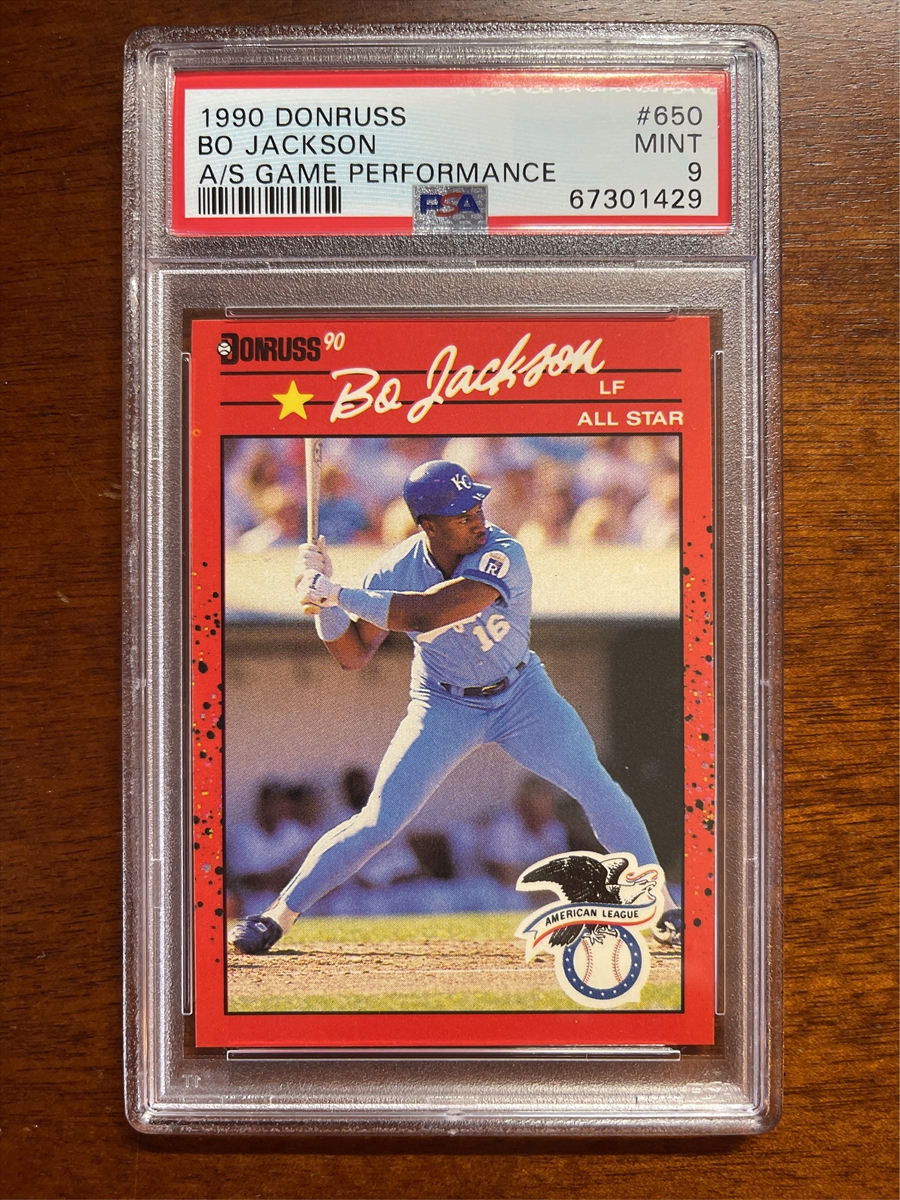 1990 DONRUSS #650
BO JACKSON MINT
A/S GAME PERFORMANCE 9
PSA 67301429
DONRUSS 90
Bo Jackson
LF
ALL STAR
KC
R
16
AMERICAN LEAGUE